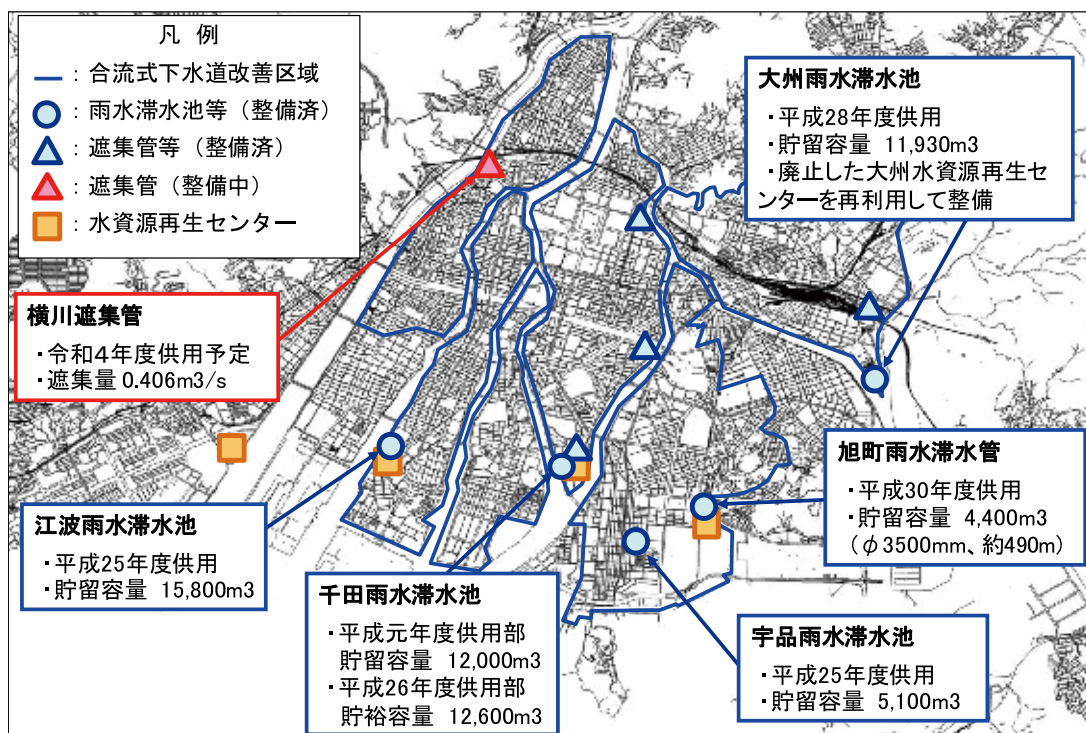 凡 例
: 合流式下水道改善区域
: 雨水滞水池等（整備済）
: 遮集管等（整備済）
: 遮集管（整備中）
: 水資源再生センター
大州雨水滞水池
・平成28年度供用
・貯留容量 11,930m3
・廃止した大州水資源再生セ
ンターを再利用して整備
横川遮集管
・令和4年度供用予定
・遮集量 0.406m3/s
江波雨水滞水池
・平成25年度供用
・貯留容量 15,800m3
千田雨水滞水池
・平成元年度供用部
貯留容量 12,000m3
・平成26年度供用部
貯裕容量 12,600m3
旭町雨水滞水管
・平成30年度供用
・貯留容量 4,400m3
（φ3500mm、約490m）
宇品雨水滞水池
・平成25年度供用
・貯留容量 5,100m3